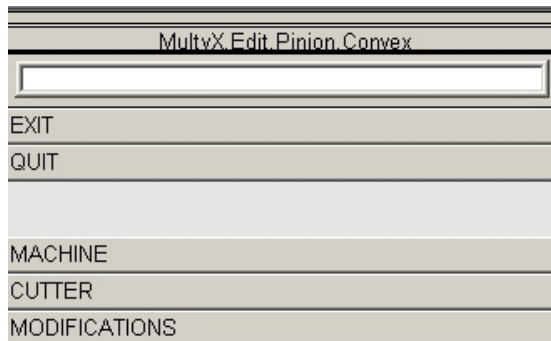 MultyX.Edit.Pinion.Convex
EXIT
QUIT
MACHINE
CUTTER
MODIFICATIONS